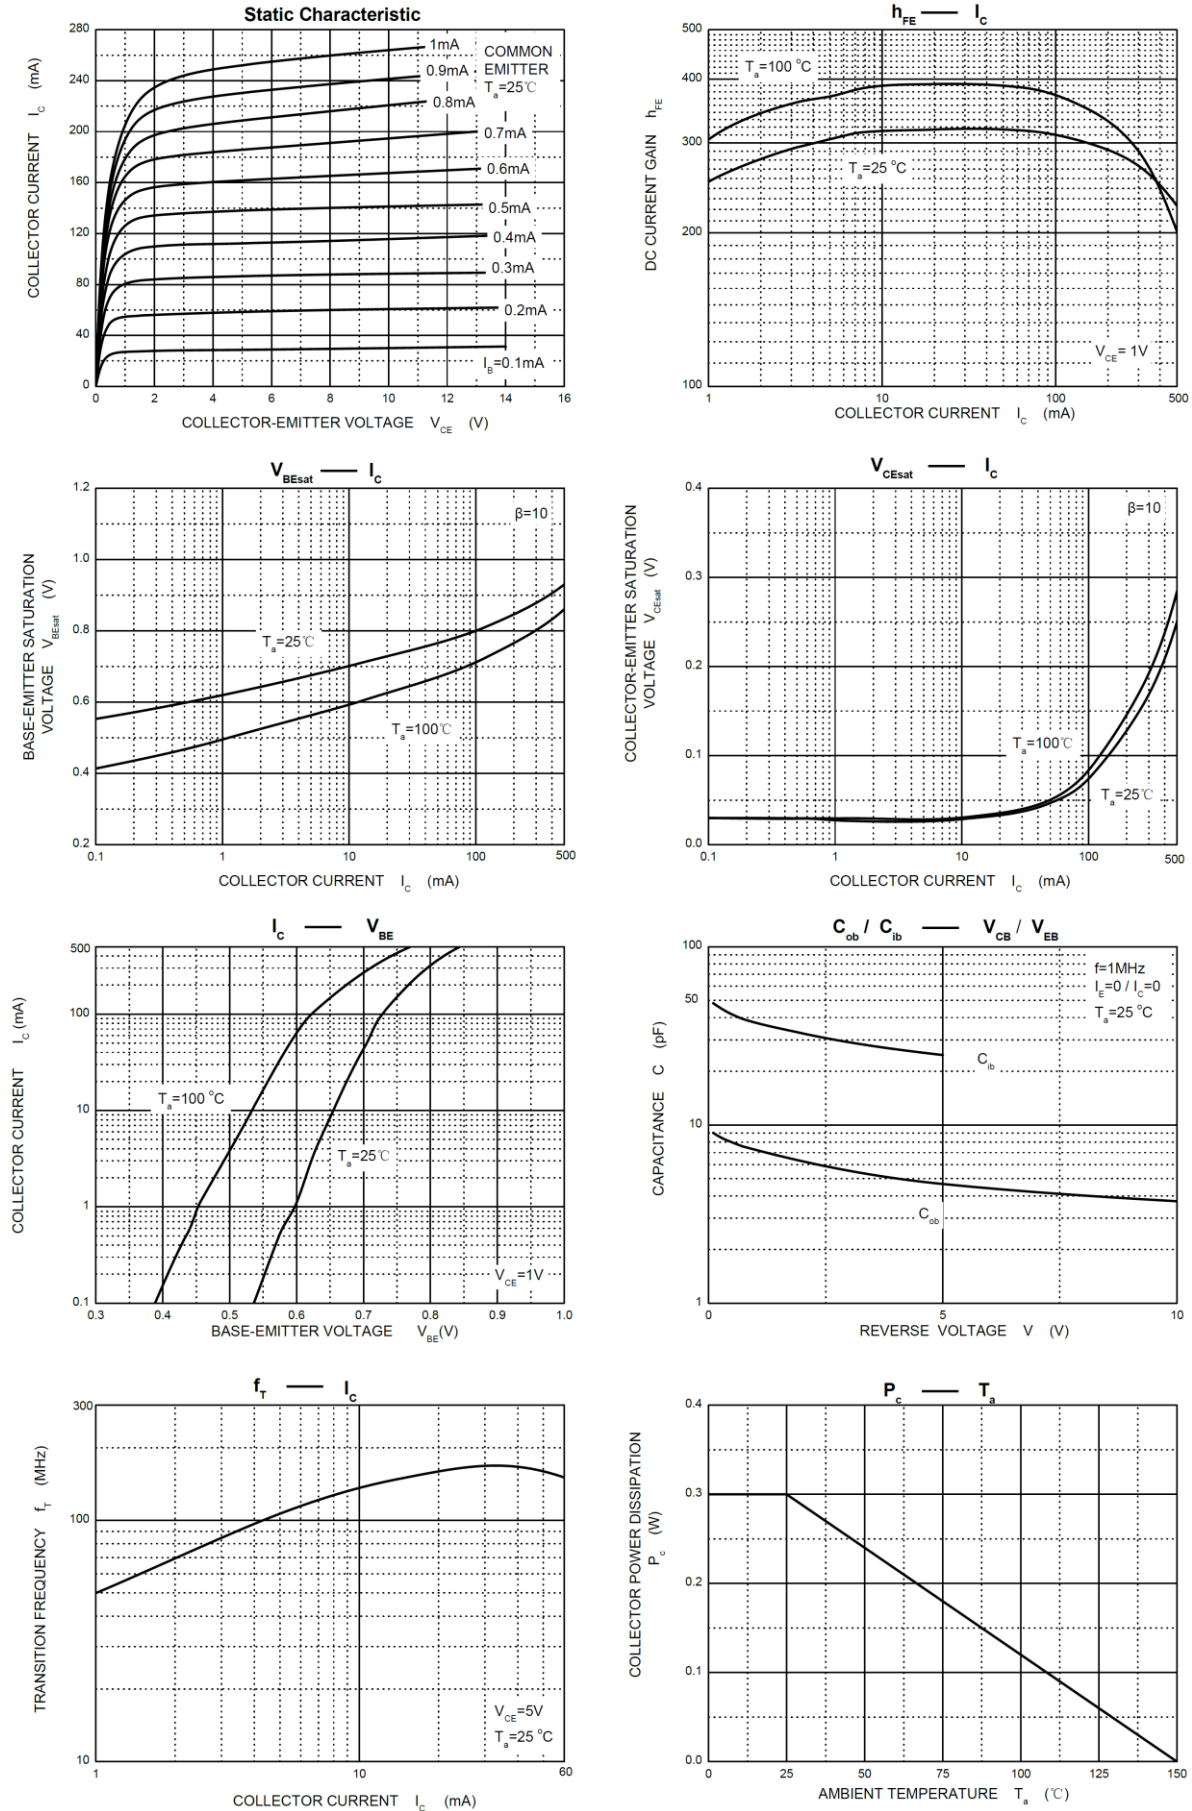 Static Characteristic
COLLECTOR CURRENT I_C (mA)
280
240
200
160
120
80
40
0
1mA
0.9mA
0.8mA
0.7mA
0.6mA
0.5mA
0.4mA
0.3mA
0.2mA
I_B=0.1mA
COMMON
EMITTER
T_a=25℃
0 2 4 6 8 10 12 14 16
COLLECTOR-EMITTER VOLTAGE V_CE (V)
h_FE — I_C
DC CURRENT GAIN h_FE
500
400
300
200
100
T_a=100 °C
T_a=25 °C
V_CE= 1V
1 10 100 500
COLLECTOR CURRENT I_C (mA)
V_BEsat — I_C
BASE-EMITTER SATURATION
VOLTAGE V_BEsat (V)
1.2
1.0
0.8
0.6
0.4
0.2
β=10
T_a=25℃
T_a=100℃
0.1 1 10 100 500
COLLECTOR CURRENT I_C (mA)
V_CEsat — I_C
COLLECTOR-EMITTER SATURATION
VOLTAGE V_CEsat (V)
0.4
0.3
0.2
0.1
0.0
β=10
T_a=100℃
T_a=25℃
0.1 1 10 100 500
COLLECTOR CURRENT I_C (mA)
I_C — V_BE
COLLECTOR CURRENT I_C (mA)
500
100
10
1
0.1
T_a=100 °C
T_a=25℃
V_CE=1V
0.3 0.4 0.5 0.6 0.7 0.8 0.9 1.0
BASE-EMITTER VOLTAGE V_BE(V)
C_ob / C_ib — V_CB / V_EB
CAPACITANCE C (pF)
100
50
10
1
f=1MHz
I_E=0 / I_C=0
T_a=25 °C
C_ib
C_ob
0 5 10
REVERSE VOLTAGE V (V)
f_T — I_C
TRANSITION FREQUENCY f_T (MHz)
300
100
10
V_CE=5V
T_a=25 °C
1 10 60
COLLECTOR CURRENT I_C (mA)
P_c — T_a
COLLECTOR POWER DISSIPATION
P_c (W)
0.4
0.3
0.2
0.1
0.0
0 25 50 75 100 125 150
AMBIENT TEMPERATURE T_a (℃)